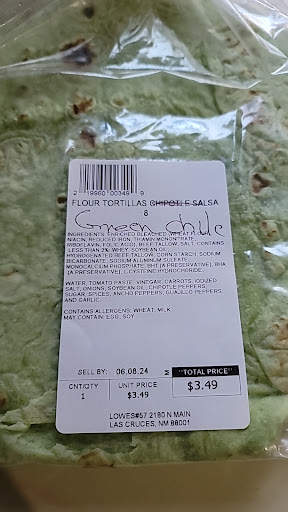 2 19960 00349 9
FLOUR TORTILLAS CHIPOTLE SALSA
8
Green chile
INGREDIENTS: ENRICHED BLEACHED (WHEAT FLOUR,
NIACIN, REDUCED IRON, THIAMIN MONONITRATE,
RIBOFLAVIN, FOLIC ACID), BEEF TALLOW, SALT, CONTAINS
LESS THAN 2%: WHEY, SOYBEAN OIL,
HYDROGENATED BEEF TALLOW, CORN STARCH, SODIUM
BICARBONATE, SODIUM ALUMINUM SULFATE,
MONOCALCIUM PHOSPHATE, BHT (A PRESERVATIVE), BHA
(A PRESERVATIVE), L-CYSTEINE HYDROCHLORIDE.
WATER, TOMATO PASTE, VINEGAR, CARROTS, IODIZED
SALT, ONIONS, SOYBEAN OIL, CHIPOTLE PEPPERS,
SUGAR, SPICES, ANCHO PEPPERS, GUAJILLO PEPPERS
AND GARLIC.
CONTAINS ALLERGENS: WHEAT, MILK
MAY CONTAIN: EGG, SOY
SELL BY: 06.08.24 M "TOTAL PRICE"
CNT/QTY UNIT PRICE $3.49
1 $3.49
LOWES#57 2180 N MAIN
LAS CRUCES, NM 88001